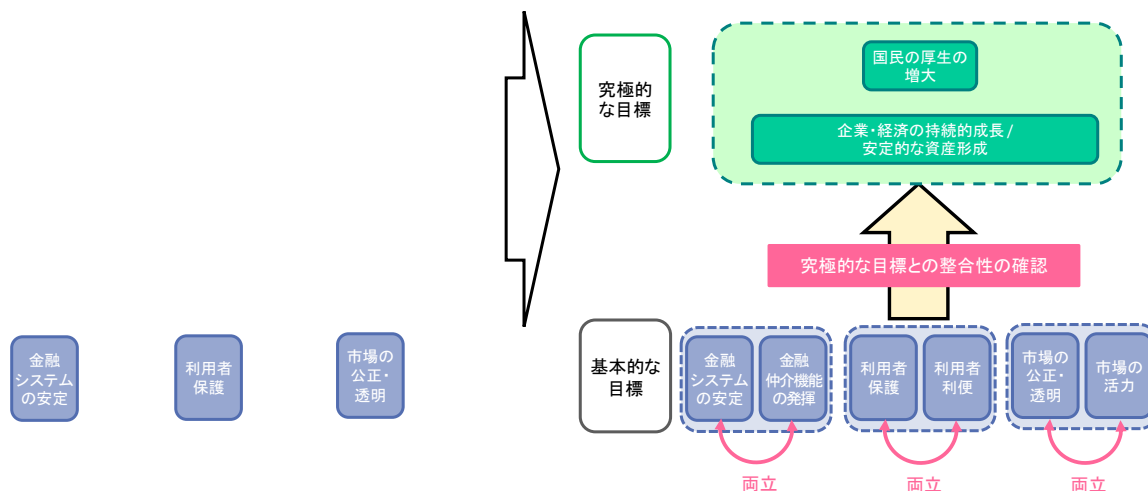 究極的
な目標
国民の厚生の
増大
企業・経済の持続的成長/
安定的な資産形成
究極的な目標との整合性の確認
金融
システム
の安定
利用者
保護
市場の
公正・
透明
基本的な
目標
金融
システム
の安定
金融
仲介機能
の発揮
利用者
保護
利用者
利便
市場の
公正・
透明
市場の
活力
両立
両立
両立